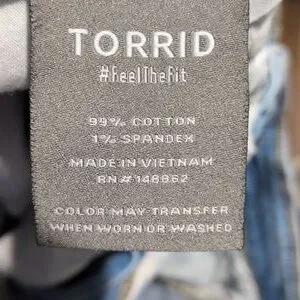 TORRID
#FeelTheFit
99% COTTON
1% SPANDEX
MADE IN VIETNAM
RN# 148862
COLOR MAY TRANSFER
WHEN WORN OR WASHED